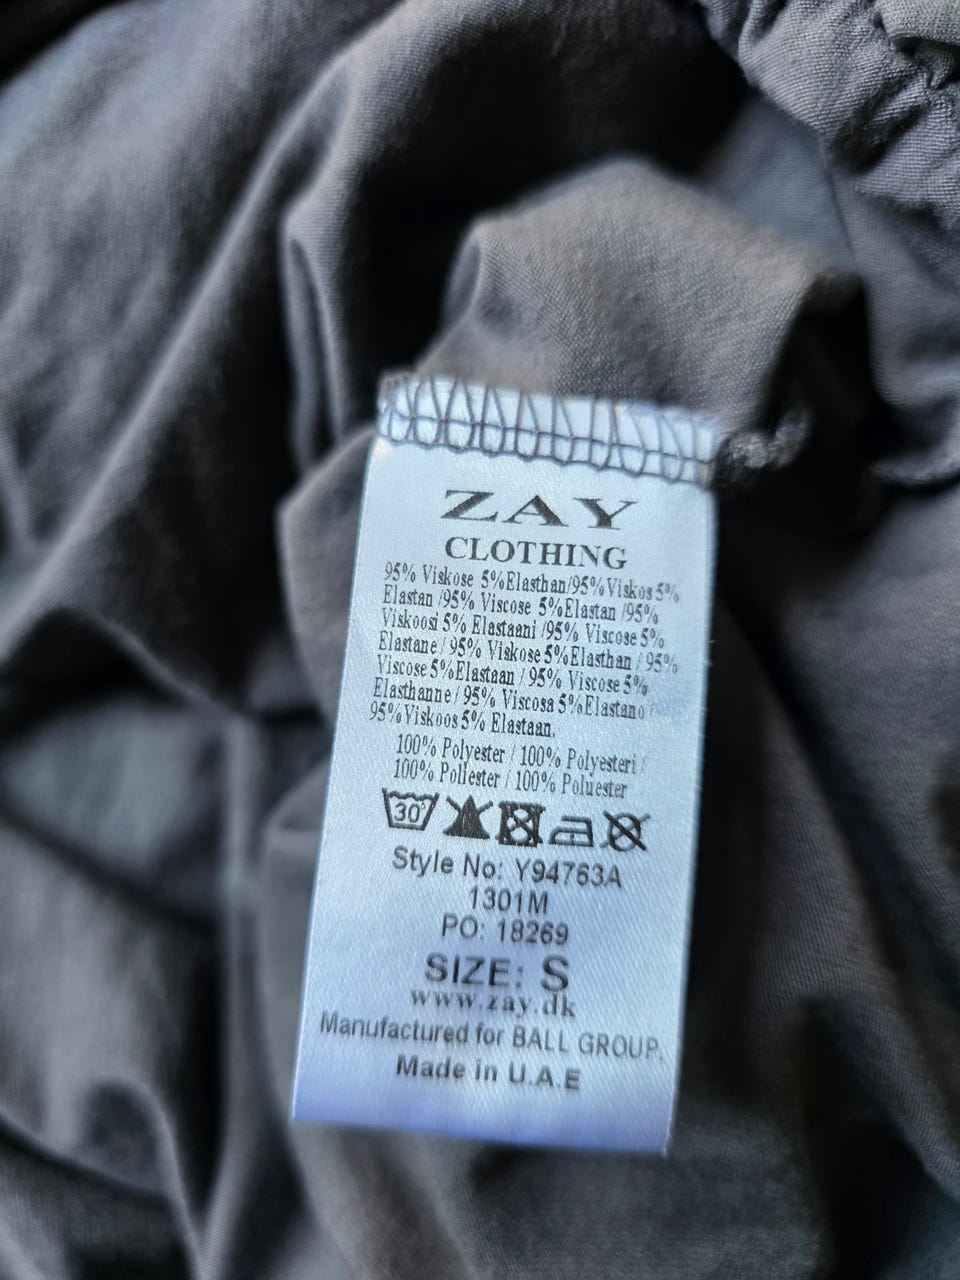 ZAY
CLOTHING
95% Viskose 5%Elasthan/95%Viskos 5%
Elastan /95% Viscose 5%Elastan /95%
Viskoosi 5% Elastaani /95% Viscose 5%
Elastane / 95% Viskose 5%Elasthan / 95%
Viscose 5%Elastaan / 95% Viscose 5%
Elasthanne / 95% Viscosa 5%Elastano /
95%Viskoos 5% Elastaan.
100% Polyester / 100% Polyesteri /
100% Poliester / 100% Poluester
30°
Style No: Y94763A
1301M
PO: 18269
SIZE: S
www.zay.dk
Manufactured for BALL GROUP.
Made in U.A.E